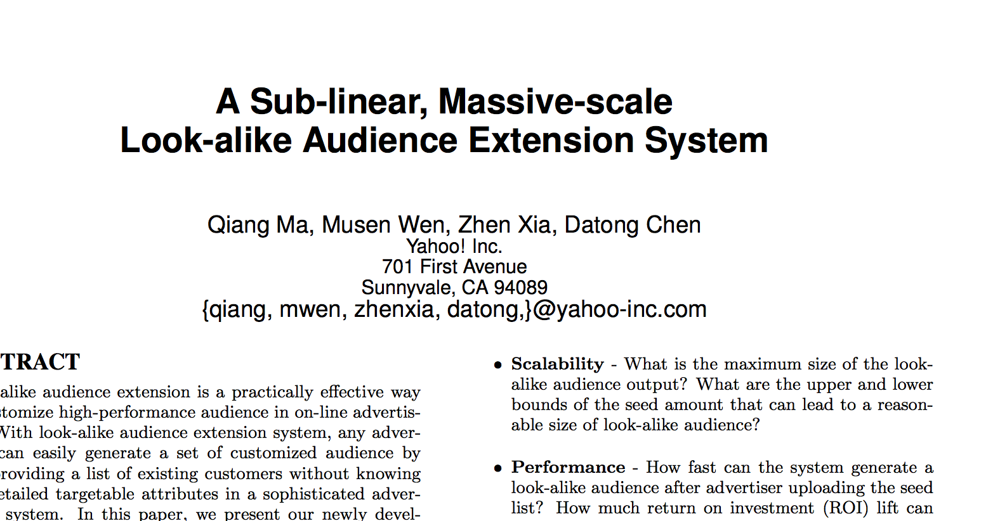 A Sub-linear, Massive-scale
Look-alike Audience Extension System
Qiang Ma, Musen Wen, Zhen Xia, Datong Chen
Yahoo! Inc.
701 First Avenue
Sunnyvale, CA 94089
{qiang, mwen, zhenxia, datong,}@yahoo-inc.com
TRACT
alike audience extension is a practically effective way
stomize high-performance audience in on-line advertis-
With look-alike audience extension system, any adver-
can easily generate a set of customized audience by
providing a list of existing customers without knowing
etailed targetable attributes in a sophisticated adver-
system. In this paper, we present our newly devel-
• Scalability - What is the maximum size of the look-
alike audience output? What are the upper and lower
bounds of the seed amount that can lead to a reason-
able size of look-alike audience?
• Performance - How fast can the system generate a
look-alike audience after advertiser uploading the seed
list? How much return on investment (ROI) lift can